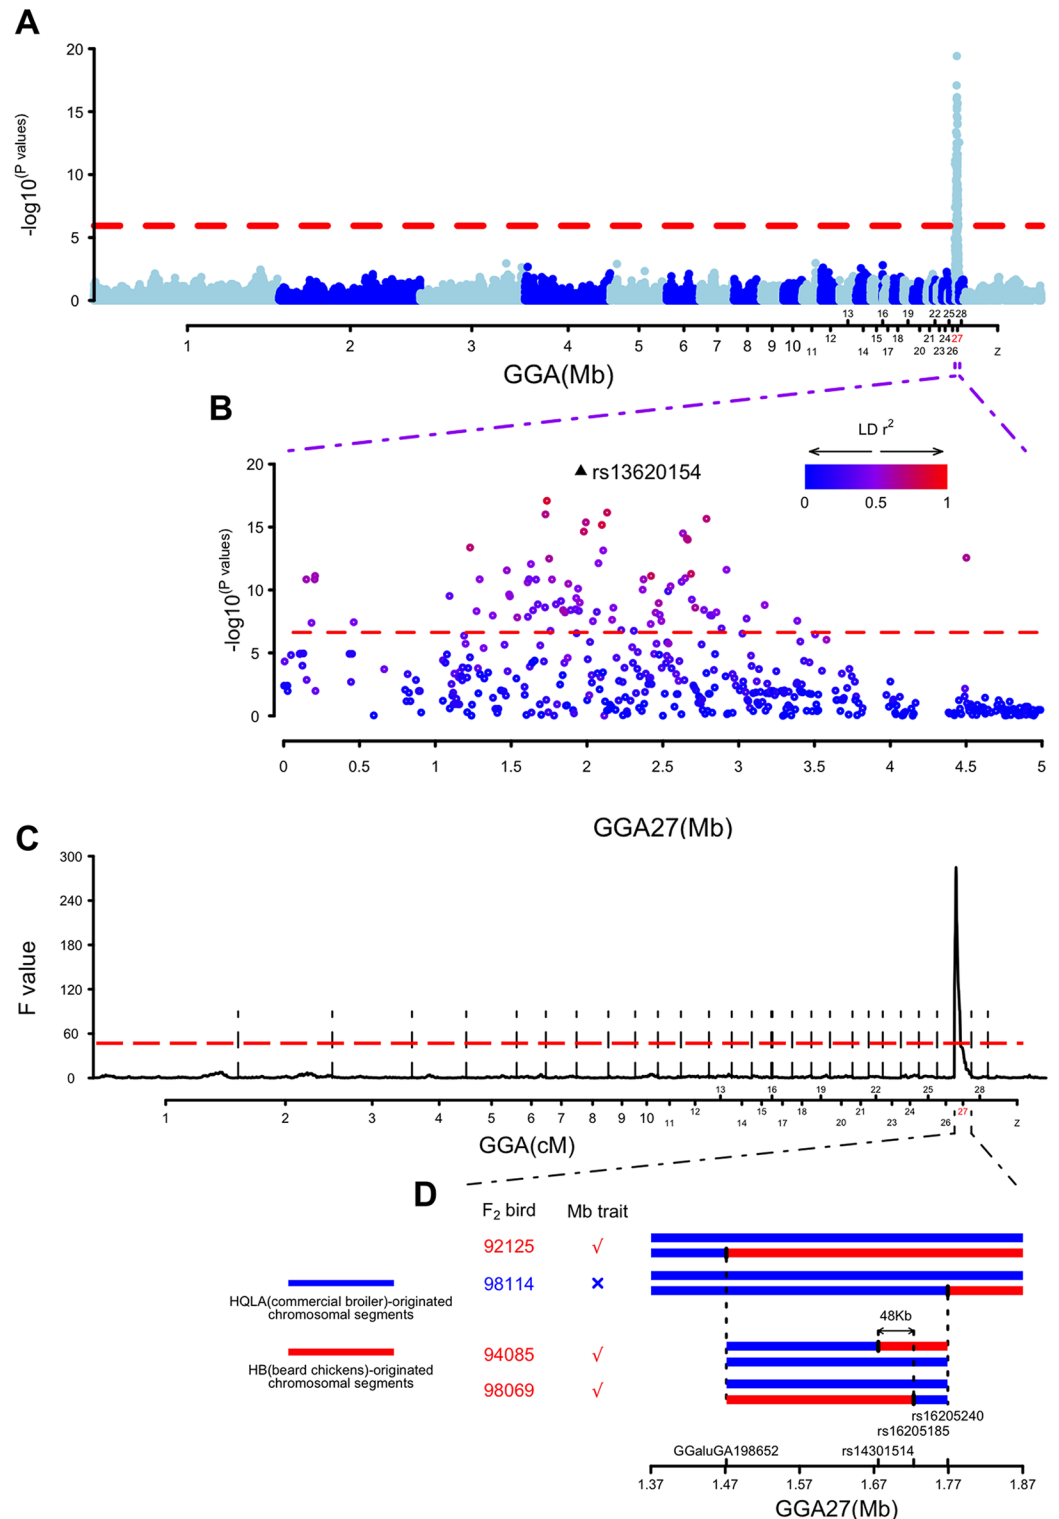 A
20
15
10
5
0
-log10(P values)
13 16 19 22 25 28
1 2 3 4 5 6 7 8 9 10 12 15 18 21 24 27
11 14 17 20 23 26 Z
GGA(Mb)
B
LD r2
0 0.5 1
rs13620154
20
15
10
5
0
-log10(P values)
0 0.5 1 1.5 2 2.5 3 3.5 4 4.5 5
GGA27(Mb)
C
300
240
180
120
60
0
F value
13 16 19 22 25 28
1 2 3 4 5 6 7 8 9 10 12 15 18 21 24 27
11 14 17 20 23 26 Z
GGA(cM)
D
F2 bird Mb trait
92125 √
98114 ×
HQLA(commercial broiler)-originated
chromosomal segments
48Kb
94085 √
HB(beard chickens)-originated
chromosomal segments
98069 √
rs16205240
rs16205185
GGaluGA198652 rs14301514
1.37 1.47 1.57 1.67 1.77 1.87
GGA27(Mb)